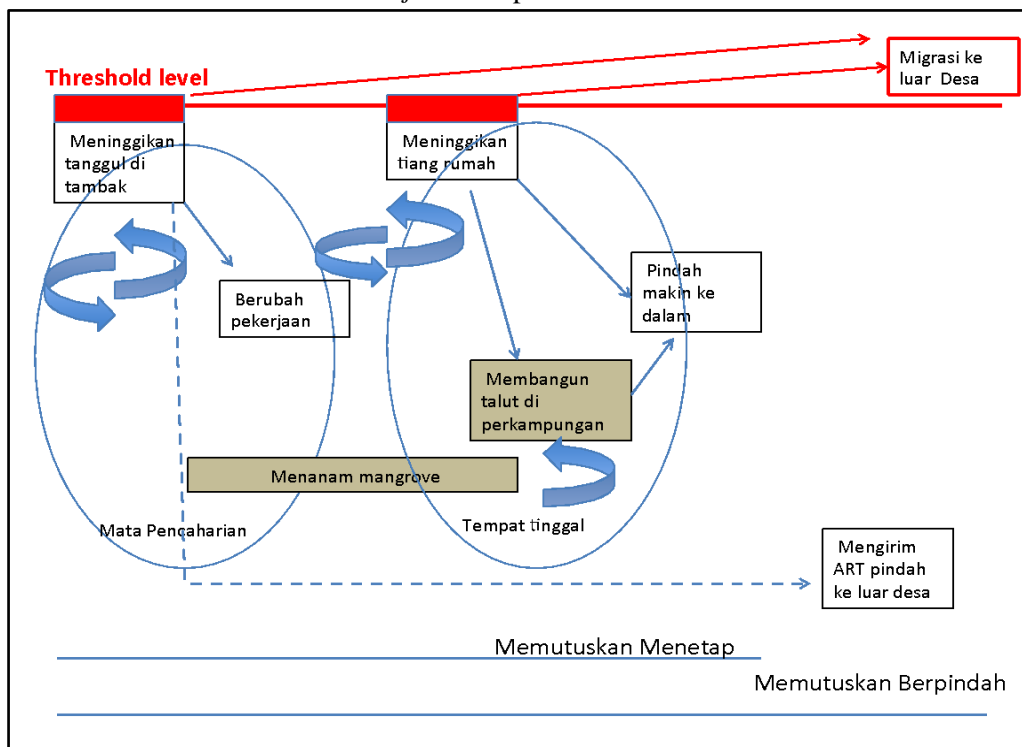 Threshold level
Migrasi ke
luar Desa
Meninggikan
tanggul di
tambak
Meninggikan
tiang rumah
Berubah
pekerjaan
Pindah
makin ke
dalam
Membangun
talut di
perkampungan
Menanam mangrove
Mata Pencaharian
Tempat tinggal
Mengirim
ART pindah
ke luar desa
Memutuskan Menetap
Memutuskan Berpindah